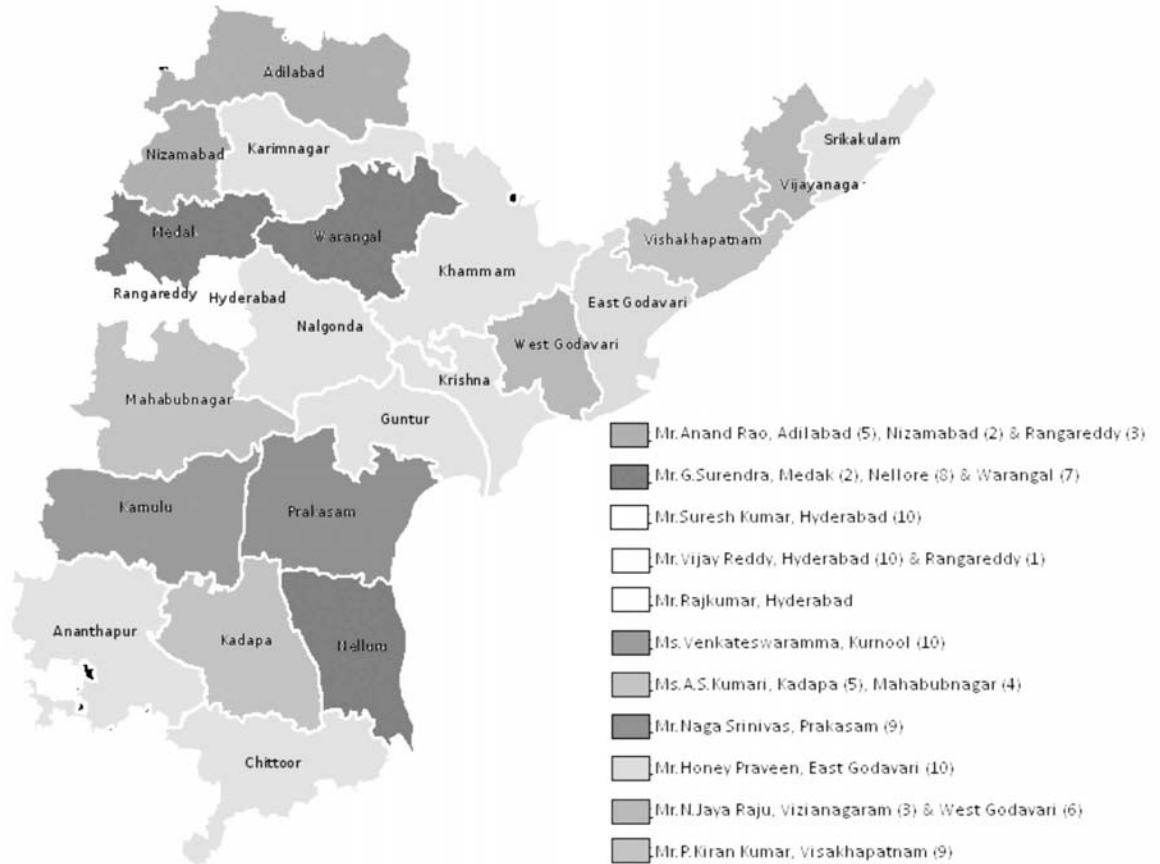 Adilabad
Nizamabad
Karimnagar
Medak
Warangal
Khammam
Rangareddy
Hyderabad
Nalgonda
Mahabubnagar
Krishna
West Godavari
East Godavari
Vishakhapatnam
Vijayanaga
Srikakulam
Guntur
Kamulu
Prakasam
Ananthapur
Kadapa
Nelluru
Chittoor
Mr.Anand Rao, Adilabad (5), Nizamabad (2) & Rangareddy (3)
Mr.G.Surendra, Medak (2), Nellore (8) & Warangal (7)
Mr.Suresh Kumar, Hyderabad (10)
Mr.Vijay Reddy, Hyderabad (10) & Rangareddy (1)
Mr.Rajkumar, Hyderabad
Ms.Venkateswaramma, Kurnool (10)
Ms.A.S.Kumari, Kadapa (5), Mahabubnagar (4)
Mr.Naga Srinivas, Prakasam (9)
Mr.Honey Praveen, East Godavari (10)
Mr.N.Jaya Raju, Vizianagaram (3) & West Godavari (6)
Mr.P.Kiran Kumar, Visakhapatnam (9)